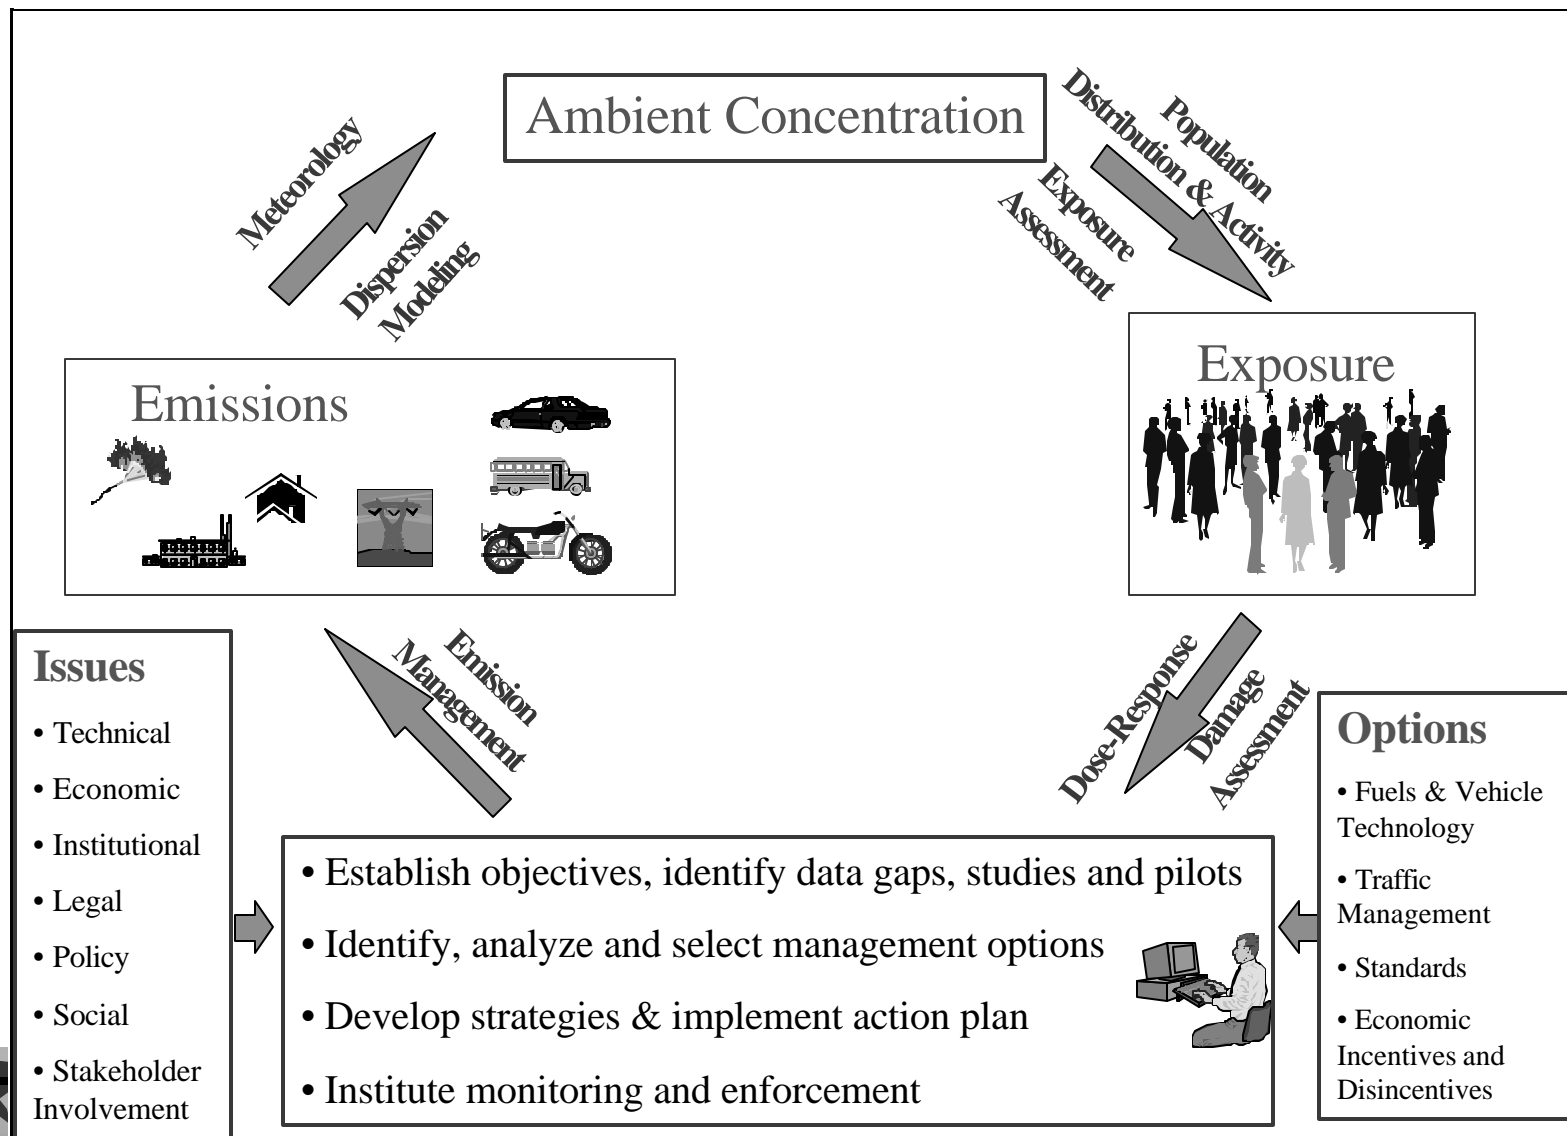 Ambient Concentration
Meteorology
Dispersion
Modeling
Population
Distribution & Activity
Exposure
Assessment
Emissions
Exposure
Emission
Management
Dose-Response
Damage
Assessment
Issues
• Technical
• Economic
• Institutional
• Legal
• Policy
• Social
• Stakeholder
Involvement
• Establish objectives, identify data gaps, studies and pilots
• Identify, analyze and select management options
• Develop strategies & implement action plan
• Institute monitoring and enforcement
Options
• Fuels & Vehicle
Technology
• Traffic
Management
• Standards
• Economic
Incentives and
Disincentives